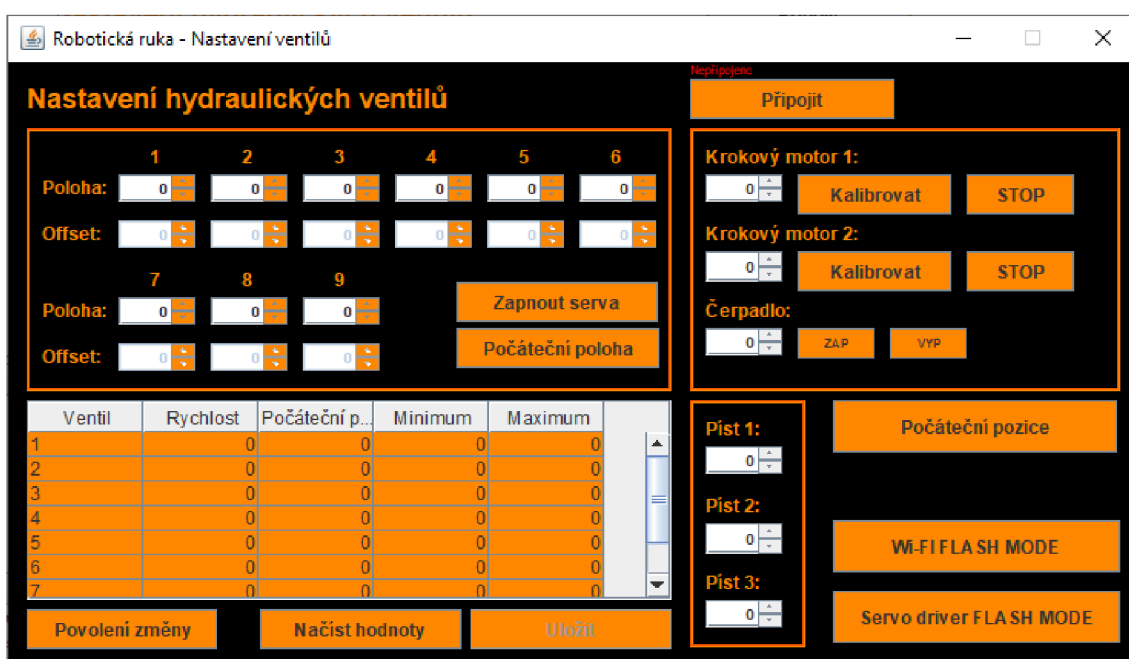 Robotická ruka - Nastavení ventilů
Nepřipojeno
Nastavení hydraulických ventilů
Připojit
1 2 3 4 5 6
Poloha: 0 0 0 0 0 0
Offset: 0 0 0 0 0 0
7 8 9
Poloha: 0 0 0
Offset: 0 0 0
Zapnout serva
Počáteční poloha
Krokový motor 1:
0 Kalibrovat STOP
Krokový motor 2:
0 Kalibrovat STOP
Čerpadlo:
0 ZAP VYP
Ventil Rychlost Počáteční p... Minimum Maximum
1 0 0 0 0
2 0 0 0 0
3 0 0 0 0
4 0 0 0 0
5 0 0 0 0
6 0 0 0 0
7 0 0 0 0
Povolení změny Načíst hodnoty Uložit
Píst 1:
0
Píst 2:
0
Píst 3:
0
Počáteční pozice
Wi-FI FLASH MODE
Servo driver FLASH MODE